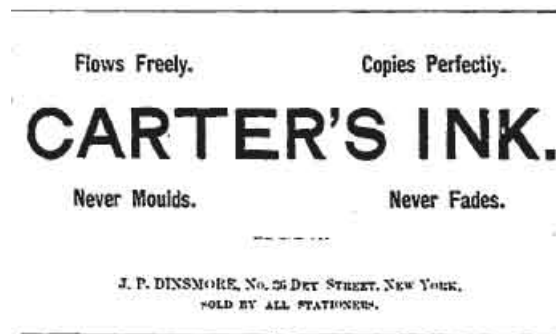 Flows Freely. Copies Perfectly.
CARTER'S INK.
Never Moulds. Never Fades.
J. P. DINSMORE, No. 36 DEY STREET, NEW YORK.
SOLD BY ALL STATIONERS.